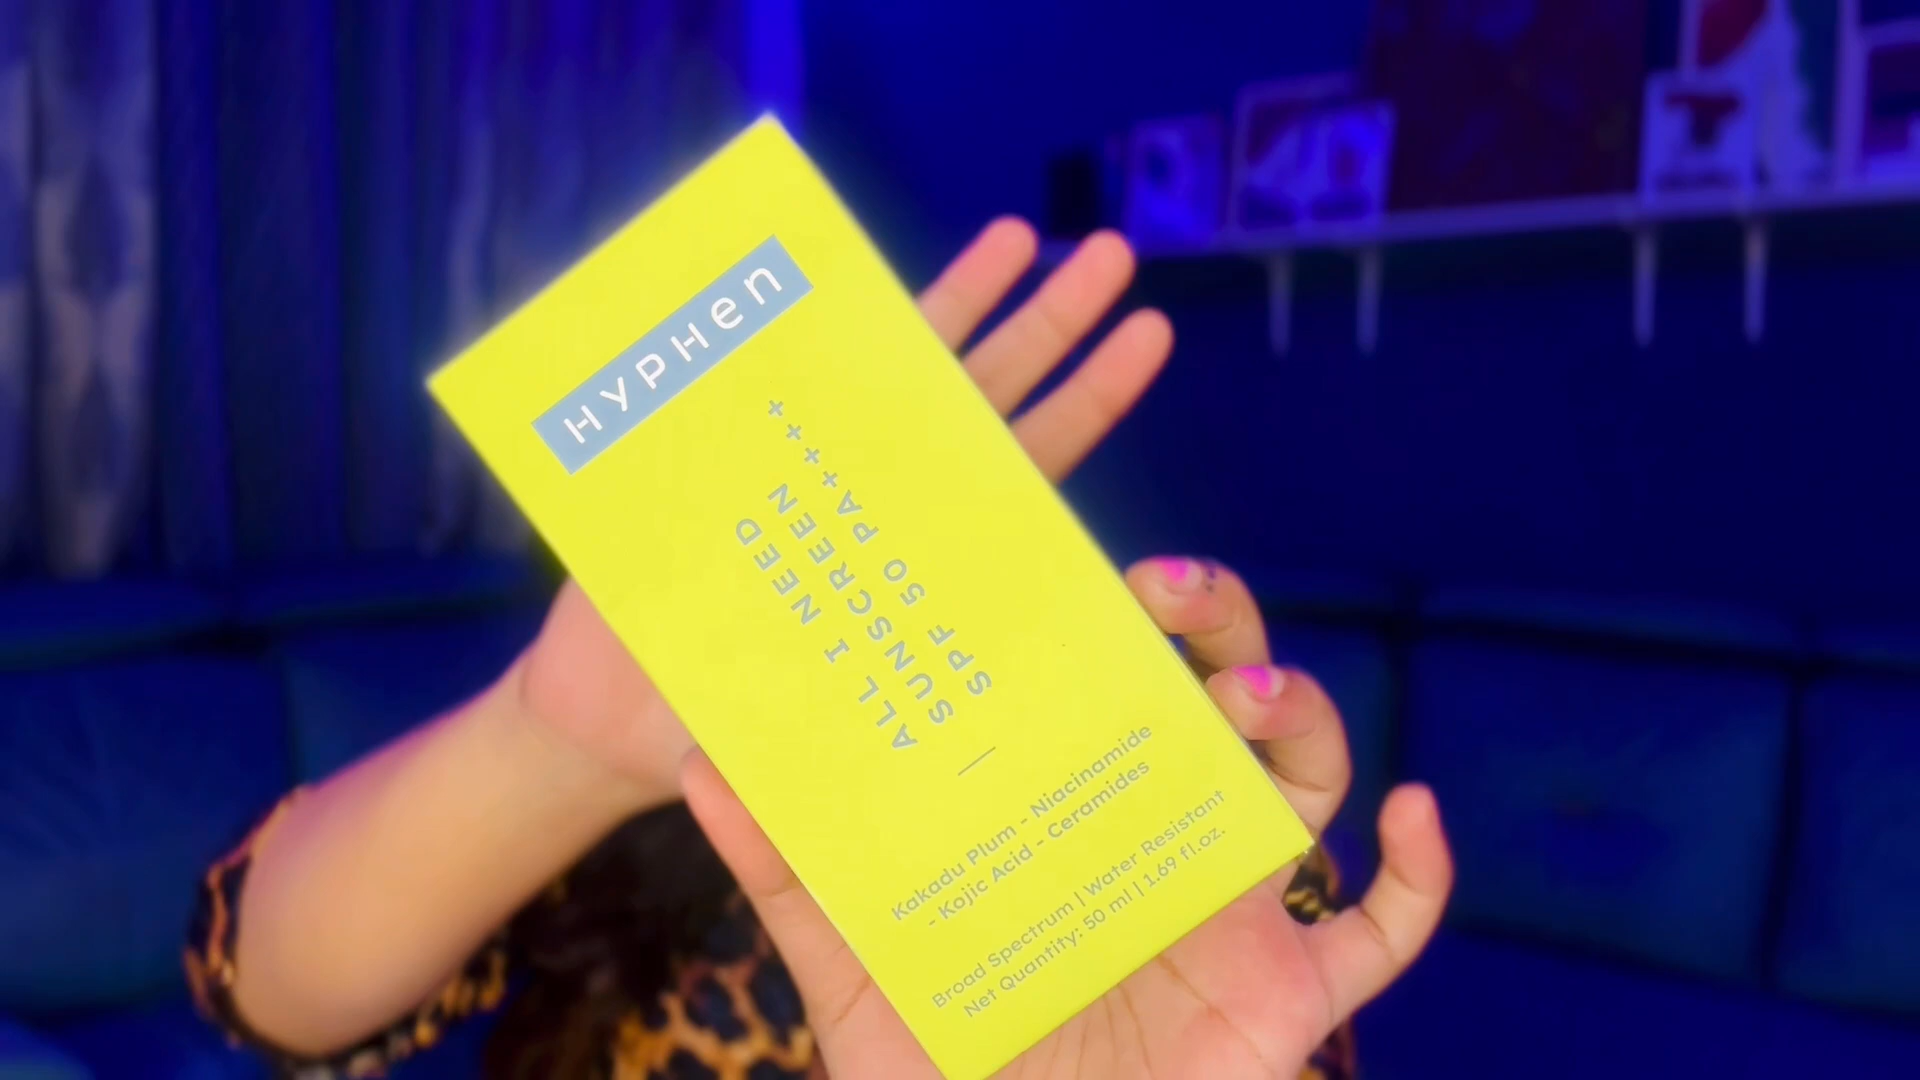 HYPHen
ALL I NEED
SUNSCREEN
SPF 50 PA++++
Kakadu Plum - Niacinamide
- Kojic Acid - Ceramides
Broad Spectrum | Water Resistant
Net Quantity: 50 ml | 1.69 fl.oz.